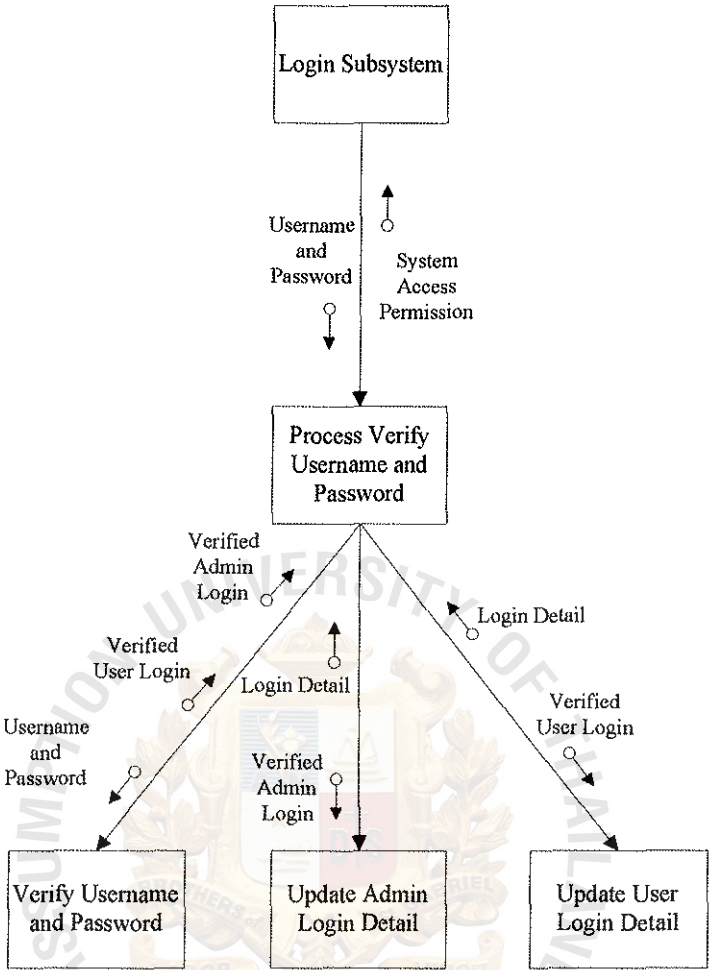 Login Subsystem
Username
and
Password
System
Access
Permission
Process Verify
Username and
Password
Verified
Admin
Login
Verified
User Login
Username
and
Password
Login Detail
Verified
Admin
Login
Login Detail
Verified
User Login
Verify Username
and Password
Update Admin
Login Detail
Update User
Login Detail
UNIVERSITY OF